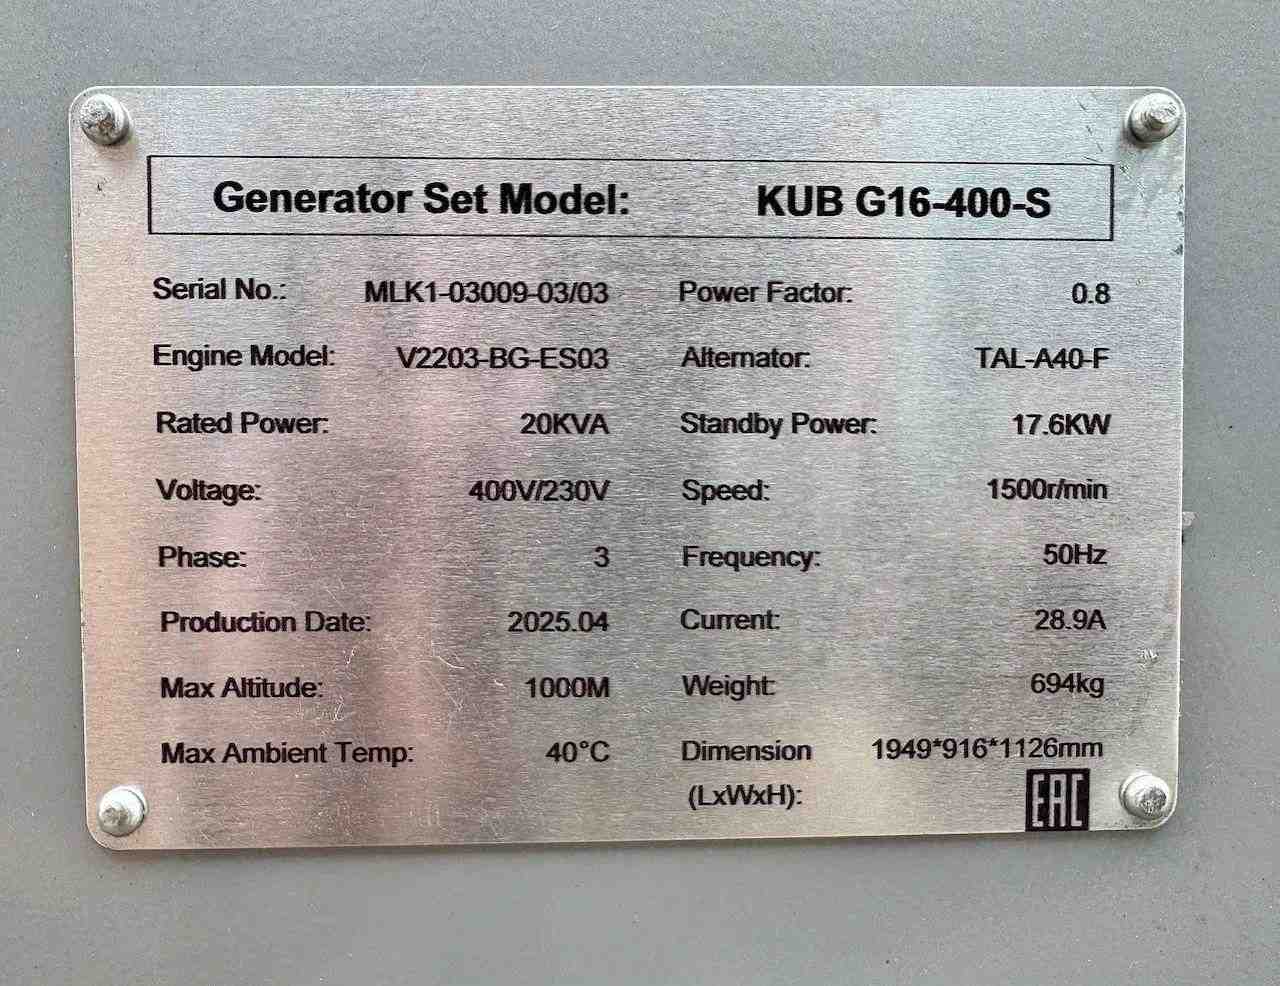 Generator Set Model: KUB G16-400-S
Serial No.: MLK1-03009-03/03 Power Factor: 0.8
Engine Model: V2203-BG-ES03 Alternator: TAL-A40-F
Rated Power: 20KVA Standby Power: 17.6KW
Voltage: 400V/230V Speed: 1500r/min
Phase: 3 Frequency: 50Hz
Production Date: 2025.04 Current: 28.9A
Max Altitude: 1000M Weight: 694kg
Max Ambient Temp: 40°C Dimension 1949*916*1126mm
(LxWxH):
EAC